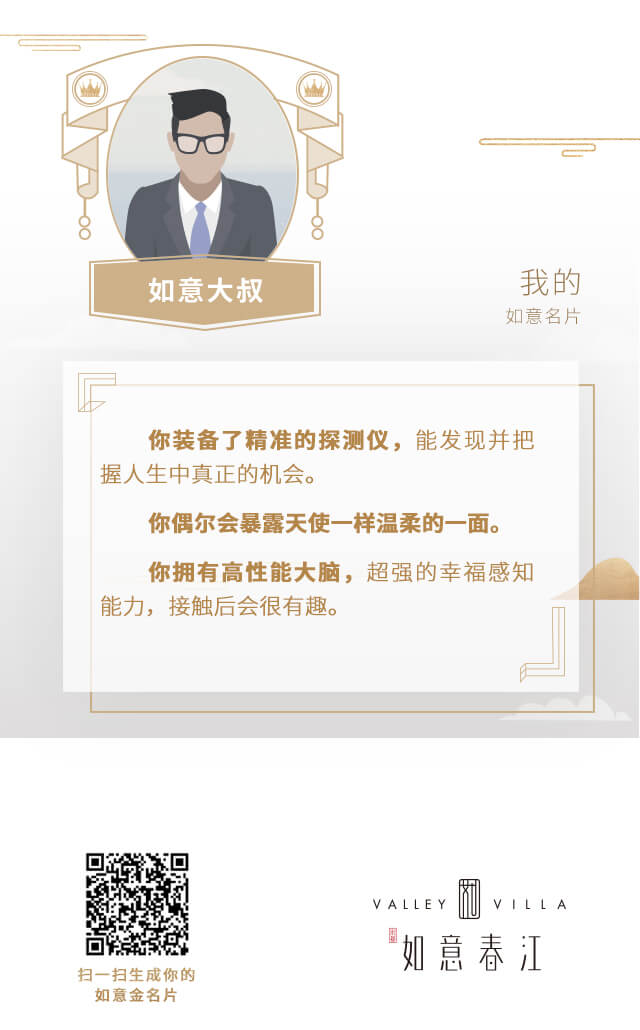 如意大叔
我的
如意名片
你装备了精准的探测仪，能发现并把
握人生中真正的机会。
你偶尔会暴露天使一样温柔的一面。
你拥有高性能大脑，超强的幸福感知
能力，接触后会很有趣。
扫一扫生成你的
如意金名片
VALLEY VILLA
如意春江